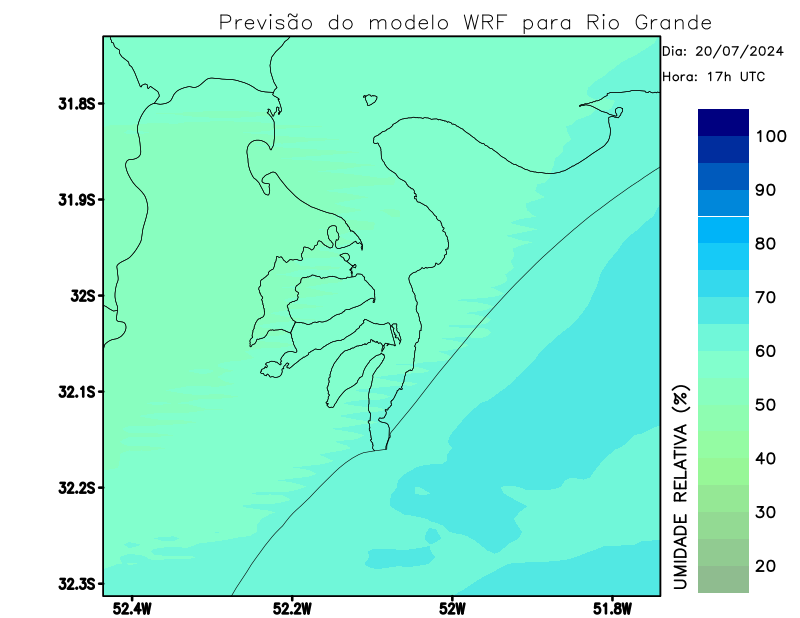 Previsão do modelo WRF para Rio Grande
Dia: 20/07/2024
Hora: 17h UTC
31.8S
31.9S
32S
32.1S
32.2S
32.3S
52.4W
52.2W
52W
51.8W
100
90
80
70
60
50
40
30
20
UMIDADE RELATIVA (%)